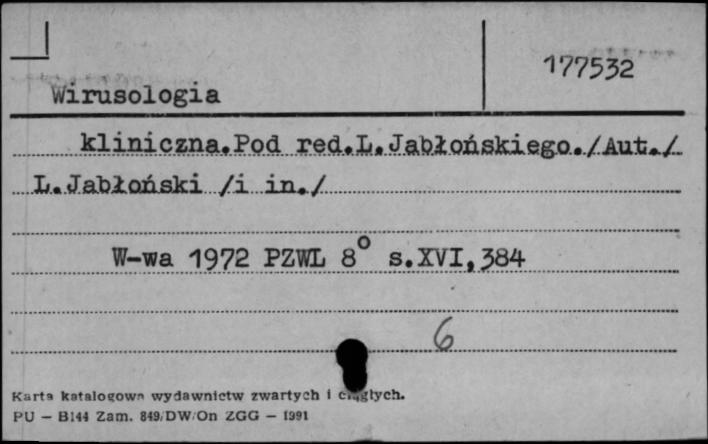 177532
Wirusologia
kliniczna.Pod red.L.Jabłońskiego./Aut./
L.Jabłoński /i in./
W-wa 1972 PZWL 8° s.XVI,384
6
Karta katalogowa wydawnictw zwartych i ciągłych.
PU — B144 Zam. 849/DW/On ZGG — 1991